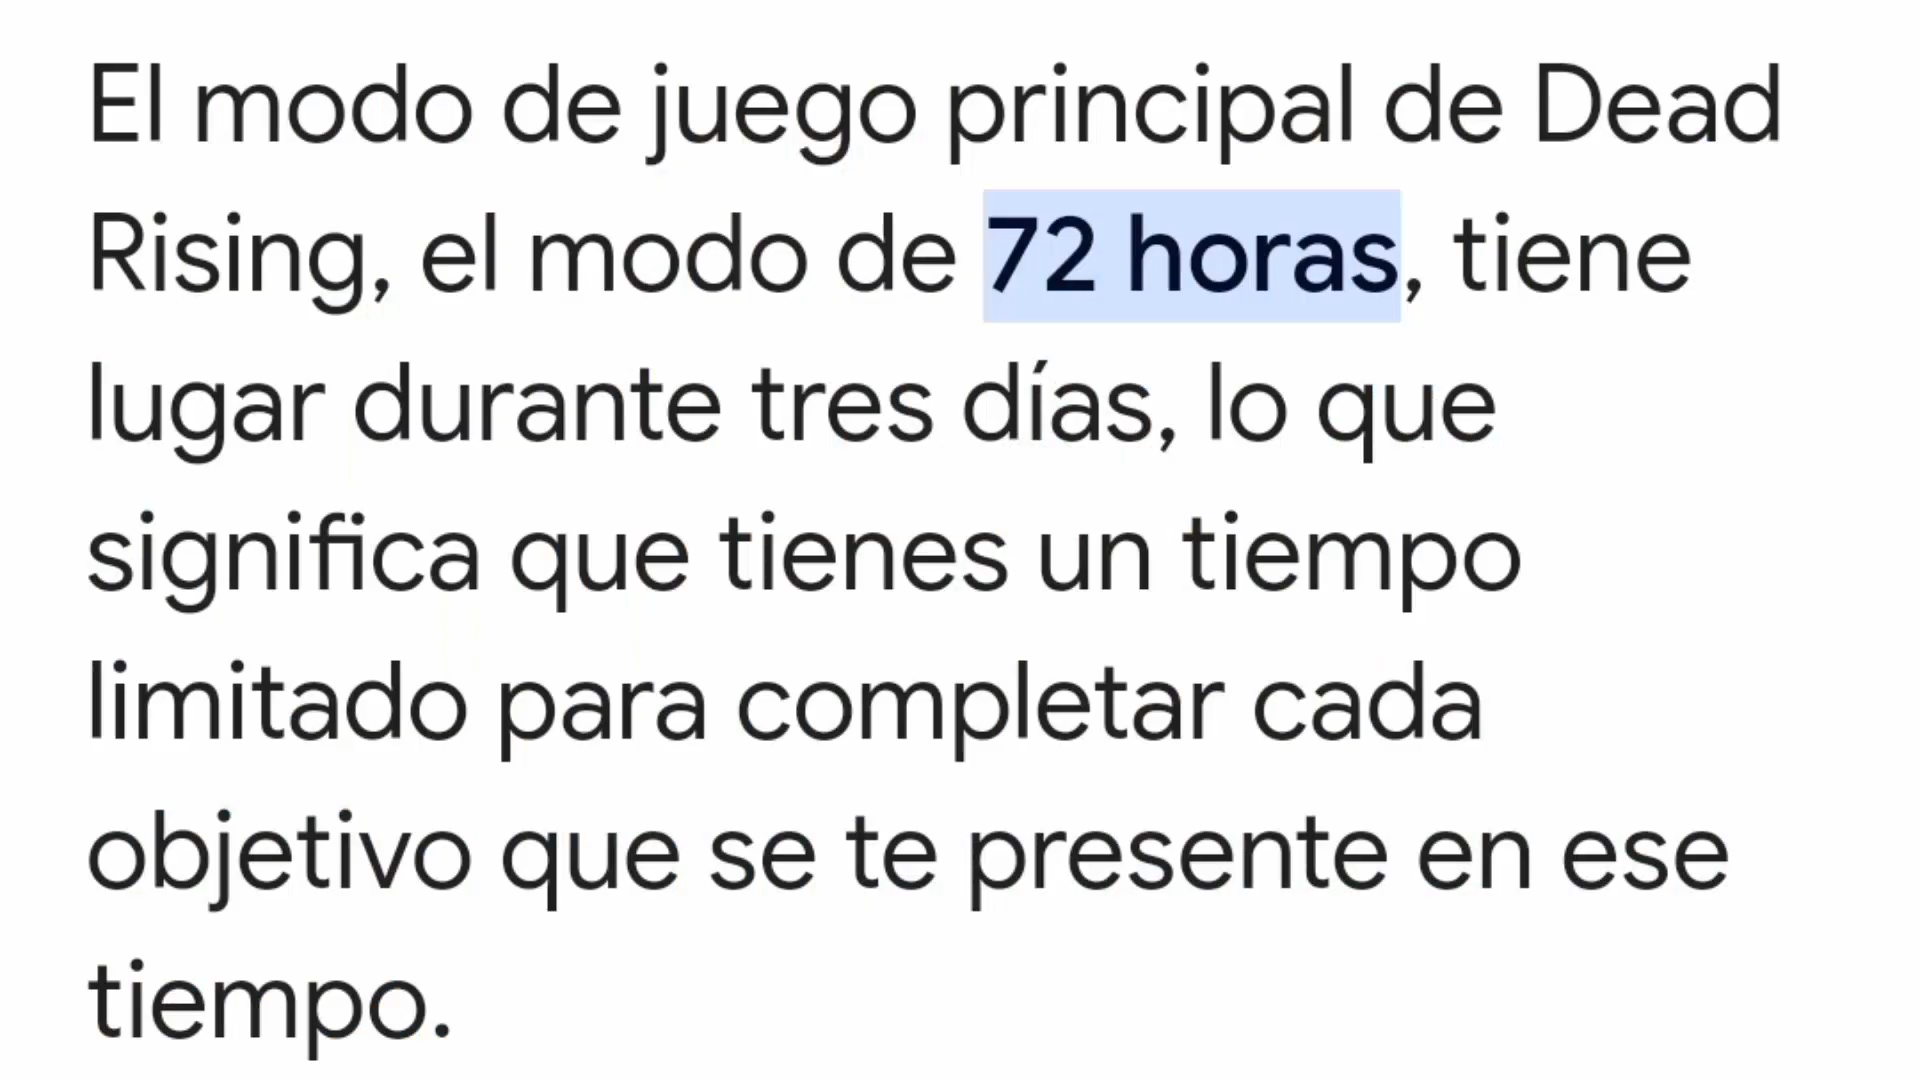 El modo de juego principal de Dead
Rising, el modo de 72 horas, tiene
lugar durante tres días, lo que
significa que tienes un tiempo
limitado para completar cada
objetivo que se te presente en ese
tiempo.